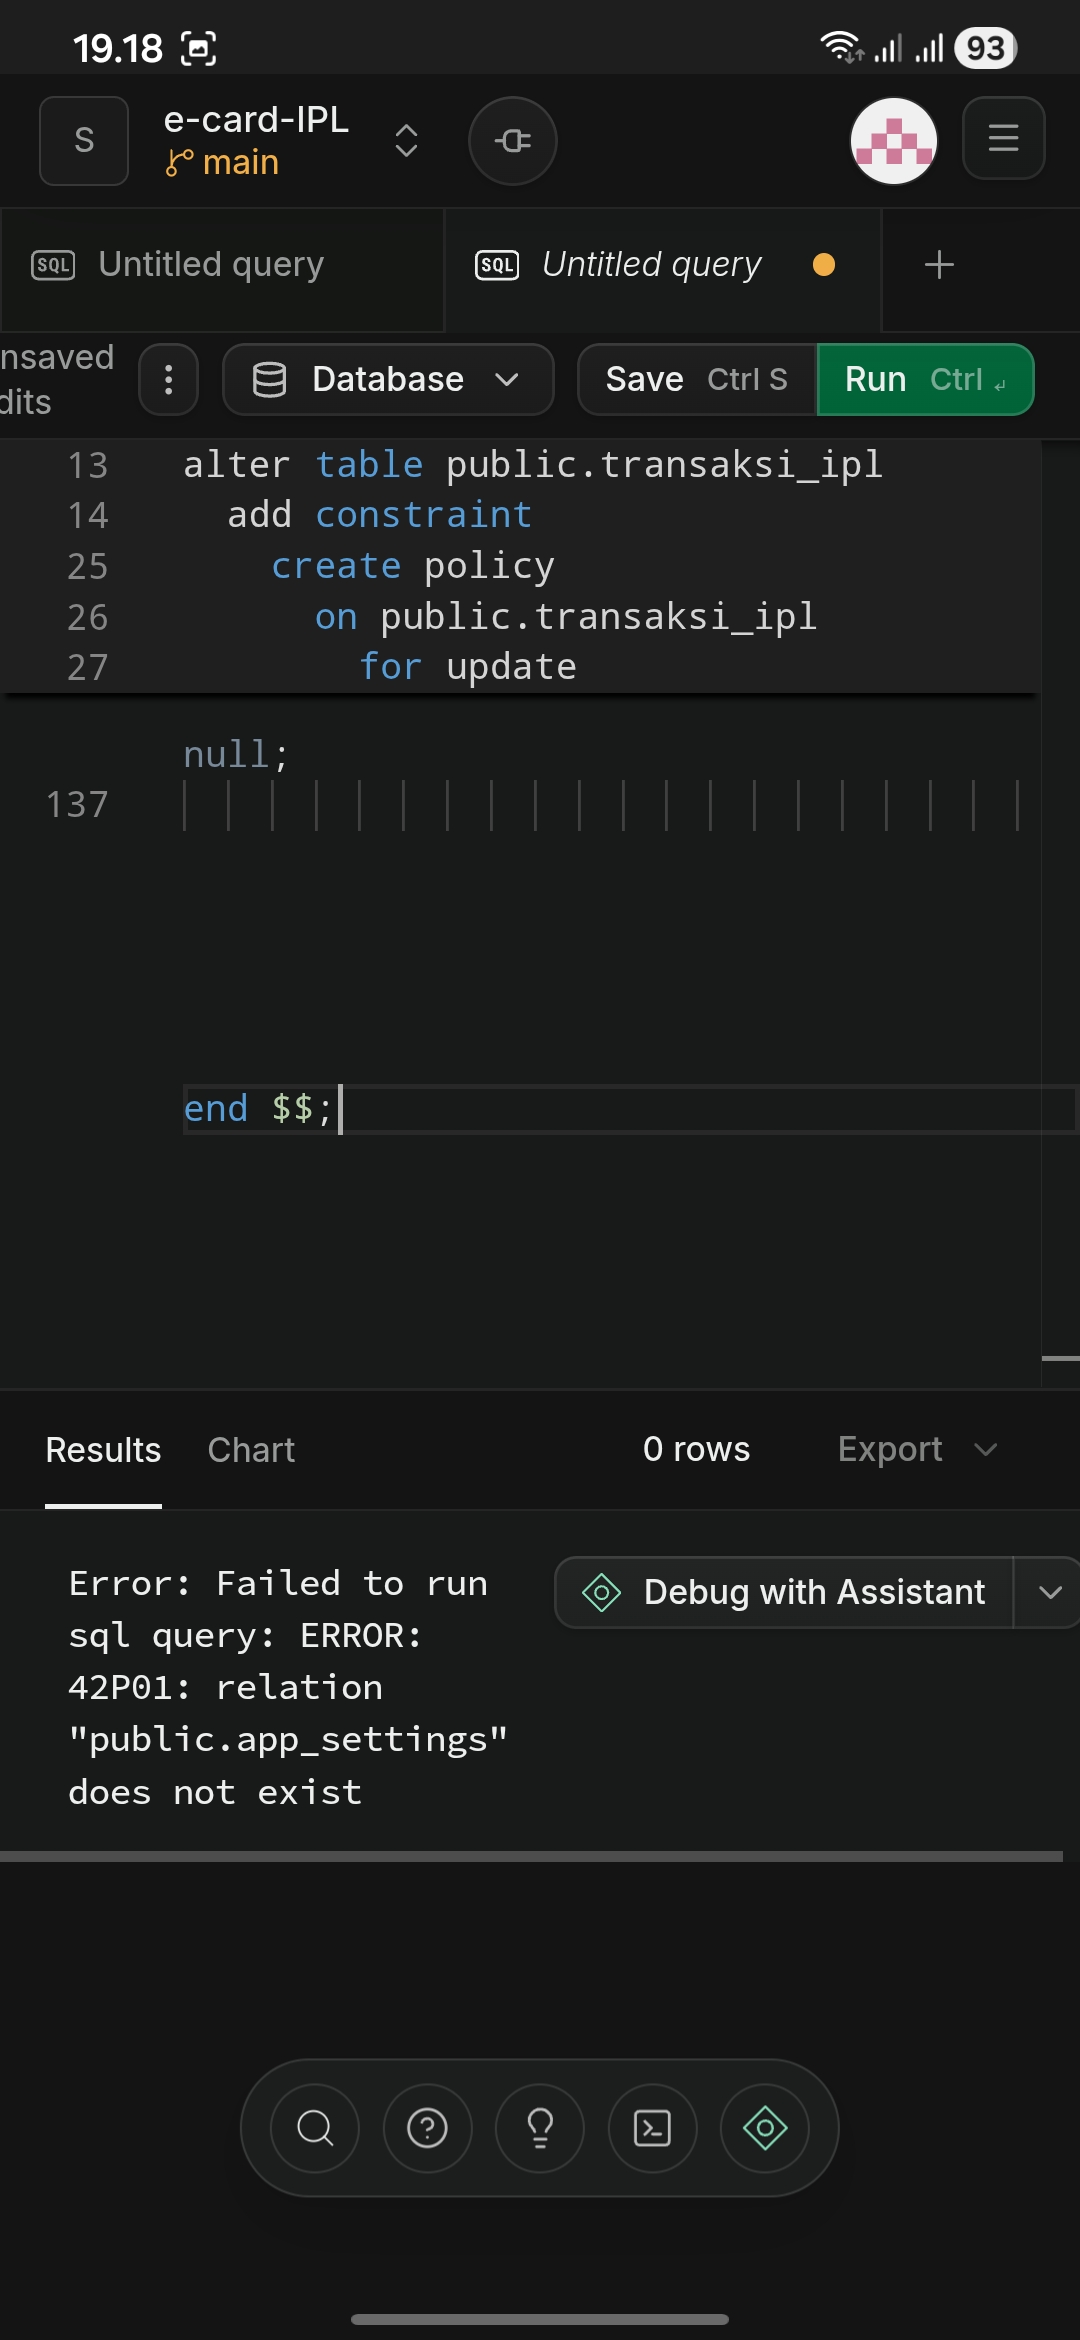 19.18
93
S
e-card-IPL
main
SQL Untitled query
SQL Untitled query
nsaved
dits
Database
Save Ctrl S
Run Ctrl ↵
13 alter table public.transaksi_ipl
14 add constraint
25 create policy
26 on public.transaksi_ipl
27 for update
null;
137
end $$;
Results
Chart
0 rows
Export
Error: Failed to run
sql query: ERROR:
42P01: relation
"public.app_settings"
does not exist
Debug with Assistant